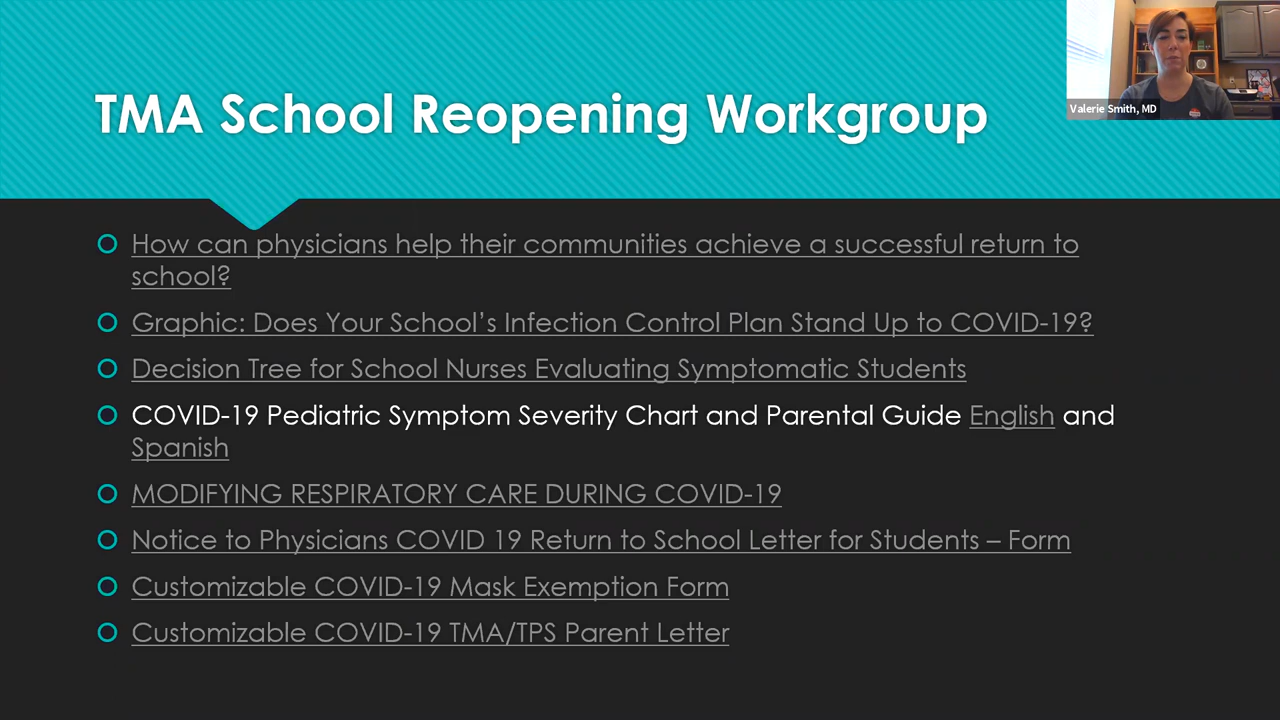 TMA School Reopening Workgroup
Valerie Smith, MD
How can physicians help their communities achieve a successful return to
school?
Graphic: Does Your School’s Infection Control Plan Stand Up to COVID-19?
Decision Tree for School Nurses Evaluating Symptomatic Students
COVID-19 Pediatric Symptom Severity Chart and Parental Guide English and
Spanish
MODIFYING RESPIRATORY CARE DURING COVID-19
Notice to Physicians COVID 19 Return to School Letter for Students – Form
Customizable COVID-19 Mask Exemption Form
Customizable COVID-19 TMA/TPS Parent Letter